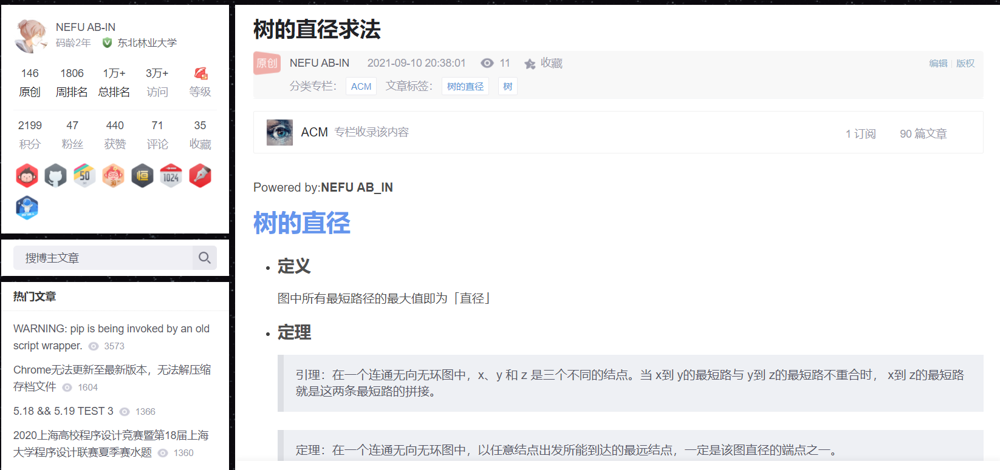 NEFU AB-IN
码龄2年 东北林业大学
146 1806 1万+ 3万+
原创 周排名 总排名 访问 等级
2199 47 440 71 35
积分 粉丝 获赞 评论 收藏
50 30 1024
搜博主文章
热门文章
WARNING: pip is being invoked by an old
script wrapper. 3573
Chrome无法更新至最新版本，无法解压缩
存档文件 1604
5.18 && 5.19 TEST 3 1366
2020上海高校程序设计竞赛暨第18届上海
大学程序设计联赛夏季赛水题 1360
树的直径求法
原创 NEFU AB-IN 2021-09-10 20:38:01 11 收藏 编辑 | 版权
分类专栏： ACM 文章标签： 树的直径 树
ACM 专栏收录该内容 1 订阅 90 篇文章
Powered by:NEFU AB_IN
树的直径
• 定义
图中所有最短路径的最大值即为「直径」
• 定理
引理：在一个连通无向无环图中，x、y 和 z 是三个不同的结点。当 x到 y的最短路与 y到 z的最短路不重合时， x到 z的最短路
就是这两条最短路的拼接。
定理：在一个连通无向无环图中，以任意结点出发所能到达的最远结点，一定是该图直径的端点之一。